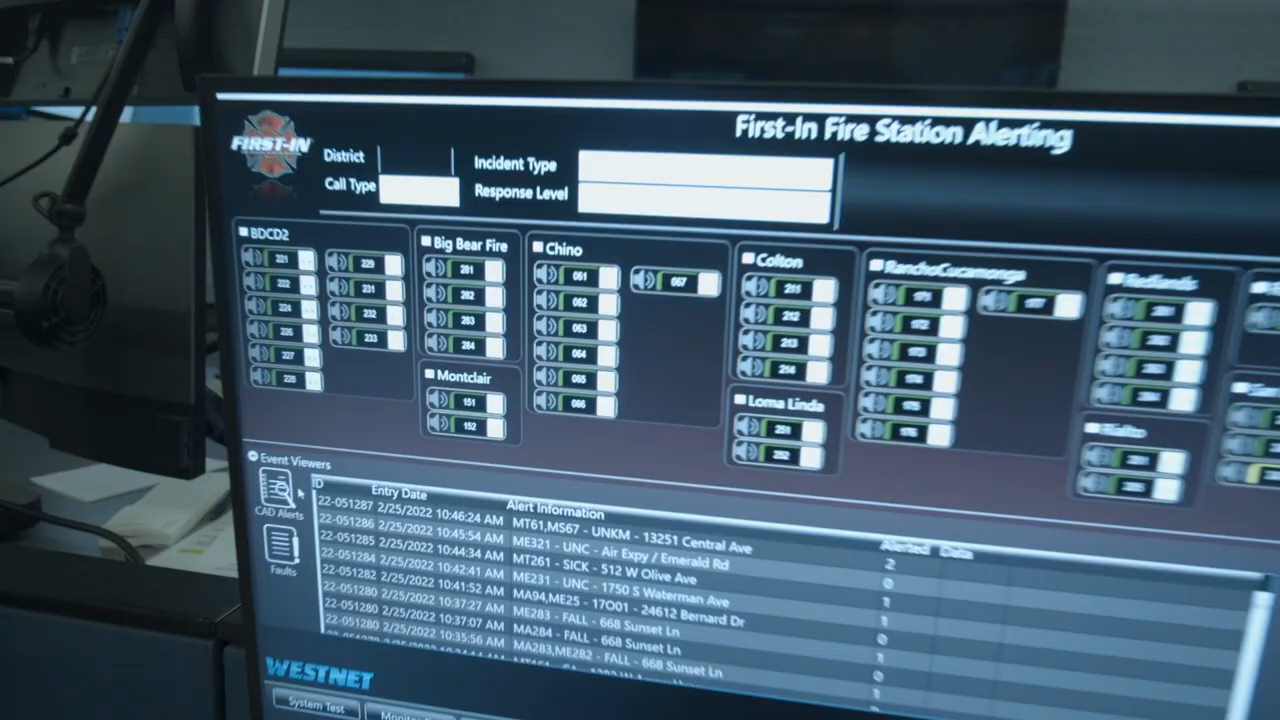 First-In Fire Station Alerting
FIRST-IN
District
Incident Type
Call Type
Response Level
BDCD2
221
222
224
226
227
228
229
231
232
233
Big Bear Fire
281
282
283
284
Montclair
151
152
Chino
061
062
063
064
065
066
067
Colton
211
212
213
214
Loma Linda
251
252
RanchoCucamonga
171
172
173
174
175
176
177
Redlands
Rialto
Event Viewers
CAD Alerts
Faults
ID Entry Date Alert Information Alerted Data
22-051287 2/25/2022 10:46:24 AM MT61,MS67 - UNKM - 13251 Central Ave 2
22-051286 2/25/2022 10:45:54 AM ME321 - UNC - Air Expy / Emerald Rd 0
22-051285 2/25/2022 10:44:34 AM MT261 - SICK - 512 W Olive Ave 1
22-051284 2/25/2022 10:42:41 AM ME231 - UNC - 1750 S Waterman Ave
22-051282 2/25/2022 10:41:52 AM MA94,ME25 - 17O01 - 24612 Bernard Dr
22-051280 2/25/2022 10:37:27 AM ME283 - FALL - 668 Sunset Ln
22-051280 2/25/2022 10:37:07 AM MA284 - FALL - 668 Sunset Ln
22-051280 2/25/2022 10:35:56 AM MA283,ME282 - FALL - 668 Sunset Ln
WESTNET
System Test